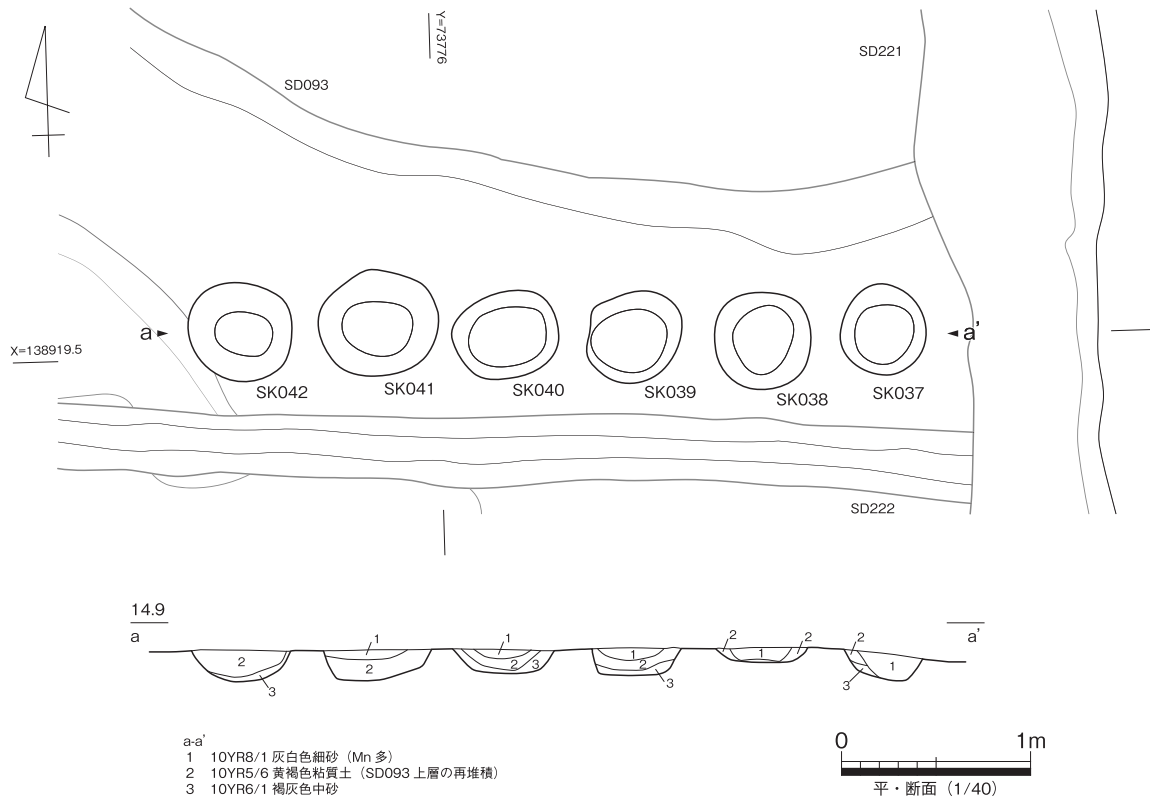 Y=73776
SD221
SD093
a
a'
X=138919.5
SK042
SK041
SK040
SK039
SK038
SK037
SD222
14.9
a
a'
1
1
2
2
2
2
2
3
1
2
1
2
1
3
3
3
a-a'
1 10YR8/1 灰白色細砂（Mn 多）
2 10YR5/6 黄褐色粘質土（SD093 上層の再堆積）
3 10YR6/1 褐灰色中砂
0
1m
平・断面（1/40）